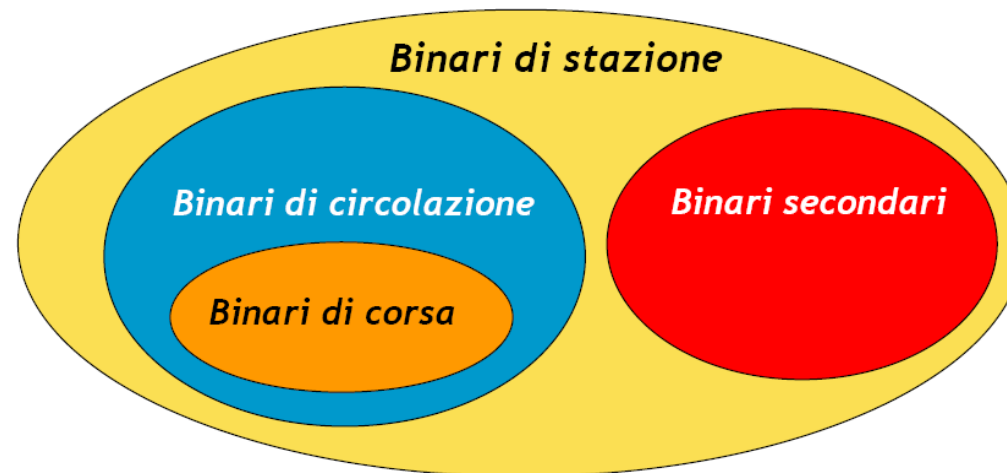 Binari di stazione
Binari di circolazione
Binari secondari
Binari di corsa